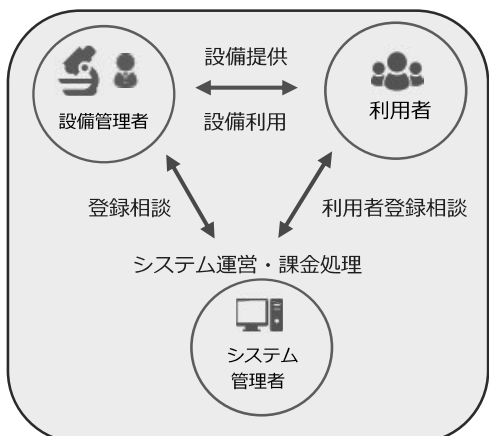 設備提供
設備管理者
利用者
設備利用
登録相談
利用者登録相談
システム運営・課金処理
システム
管理者